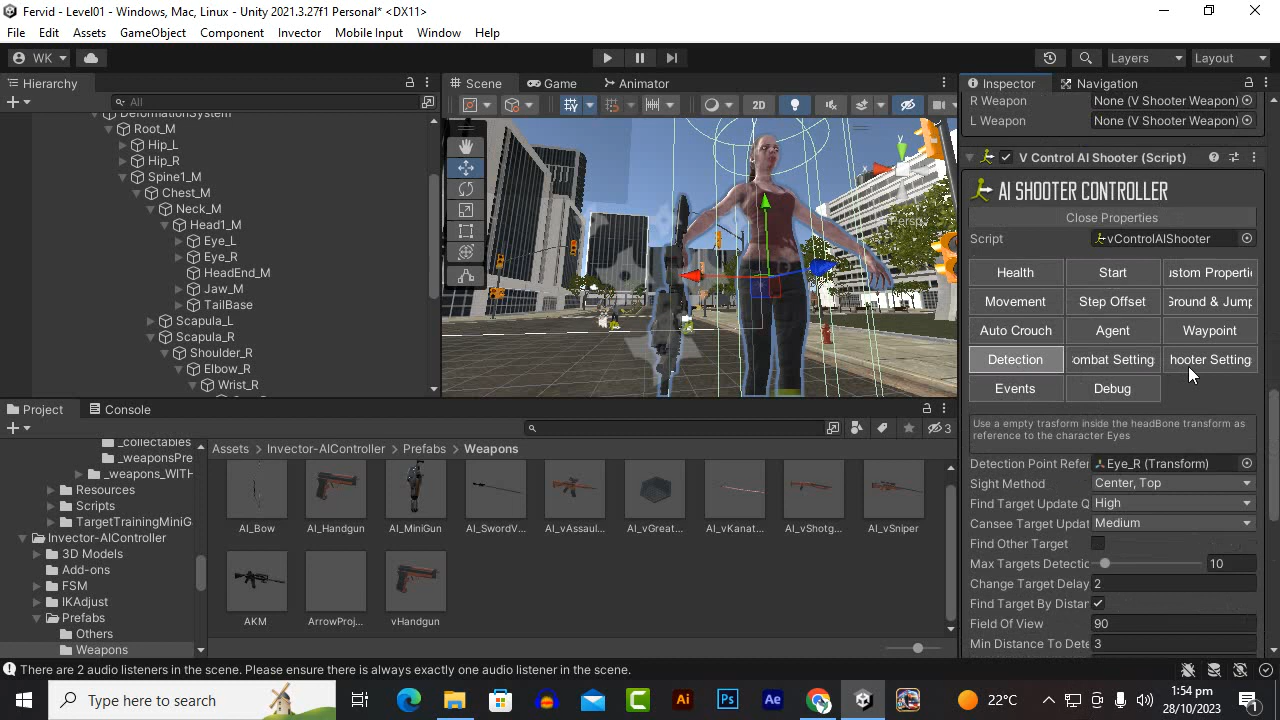 Fervid - Level01 - Windows, Mac, Linux - Unity 2021.3.27f1 Personal* <DX11>
File Edit Assets GameObject Component Invector Mobile Input Window Help
WK Layers Layout
Hierarchy
All
DeformationSystem
Root_M
Hip_L
Hip_R
Spine1_M
Chest_M
Neck_M
Head1_M
Eye_L
Eye_R
HeadEnd_M
Jaw_M
TailBase
Scapula_L
Scapula_R
Shoulder_R
Elbow_R
Wrist_R
Scene Game Animator
2D
Persp
Inspector Navigation
R Weapon None (V Shooter Weapon)
L Weapon None (V Shooter Weapon)
V Control AI Shooter (Script)
AI SHOOTER CONTROLLER
Close Properties
Script vControlAIShooter
Health Start ustom Propertie
Movement Step Offset Ground & Jump
Auto Crouch Agent Waypoint
Detection ombat Setting hooter Setting
Events Debug
Use a empty trasform inside the headBone transform as
reference to the character Eyes
Detection Point Refer Eye_R (Transform)
Sight Method Center, Top
Find Target Update Q High
Cansee Target Updat Medium
Find Other Target
Max Targets Detectic 10
Change Target Delay 2
Find Target By Distan
Field Of View 90
Min Distance To Dete 3
Project Console
3
_collectables
_weaponsPre
_weapons_WITH
Resources
Scripts
TargetTrainingMiniG
Invector-AIController
3D Models
Add-ons
FSM
IKAdjust
Prefabs
Others
Weapons
Assets Invector-AIController Prefabs Weapons
AI_Bow AI_Handgun AI_MiniGun AI_SwordV... AI_vAssaul... AI_vGreat... AI_vKanat... AI_vShotg... AI_vSniper
AKM ArrowProj... vHandgun
There are 2 audio listeners in the scene. Please ensure there is always exactly one audio listener in the scene.
Type here to search
Ai Ps Ae
22°C
1:54 pm
28/10/2023
1